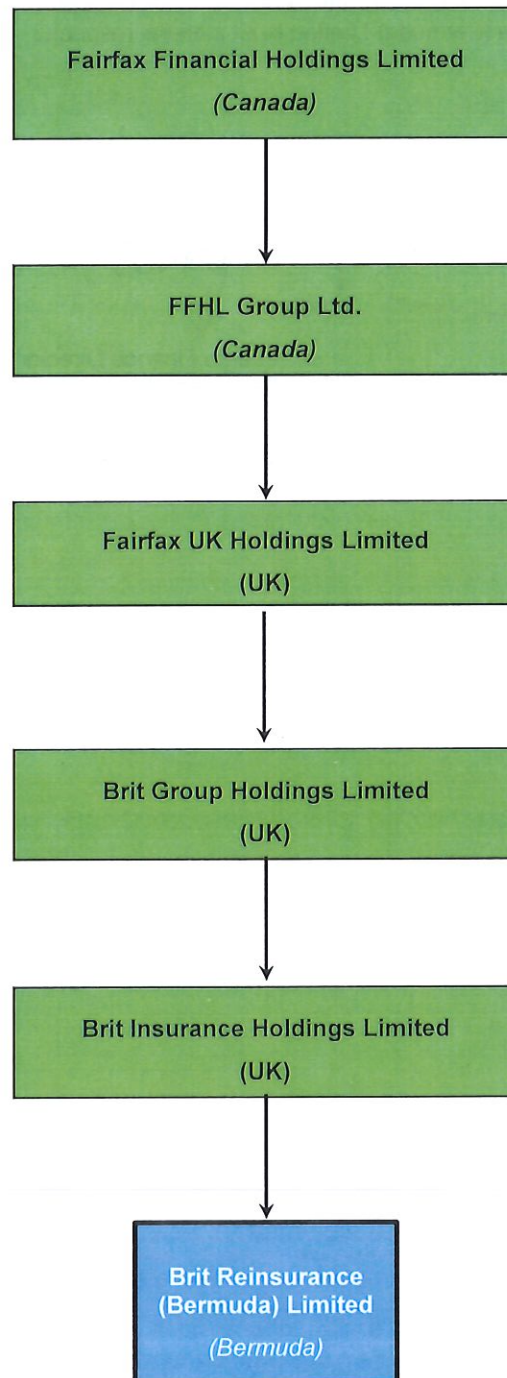 Fairfax Financial Holdings Limited
(Canada)
FFHL Group Ltd.
(Canada)
Fairfax UK Holdings Limited
(UK)
Brit Group Holdings Limited
(UK)
Brit Insurance Holdings Limited
(UK)
Brit Reinsurance
(Bermuda) Limited
(Bermuda)